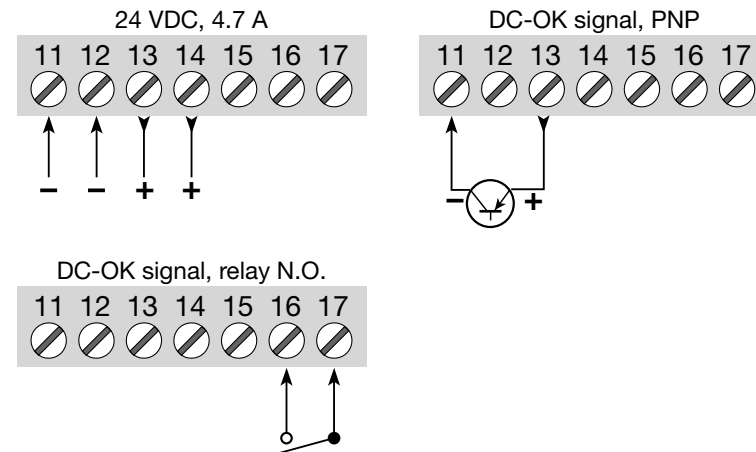 24 VDC, 4.7 A
11 12 13 14 15 16 17
− − + +
DC-OK signal, PNP
11 12 13 14 15 16 17
− +
DC-OK signal, relay N.O.
11 12 13 14 15 16 17